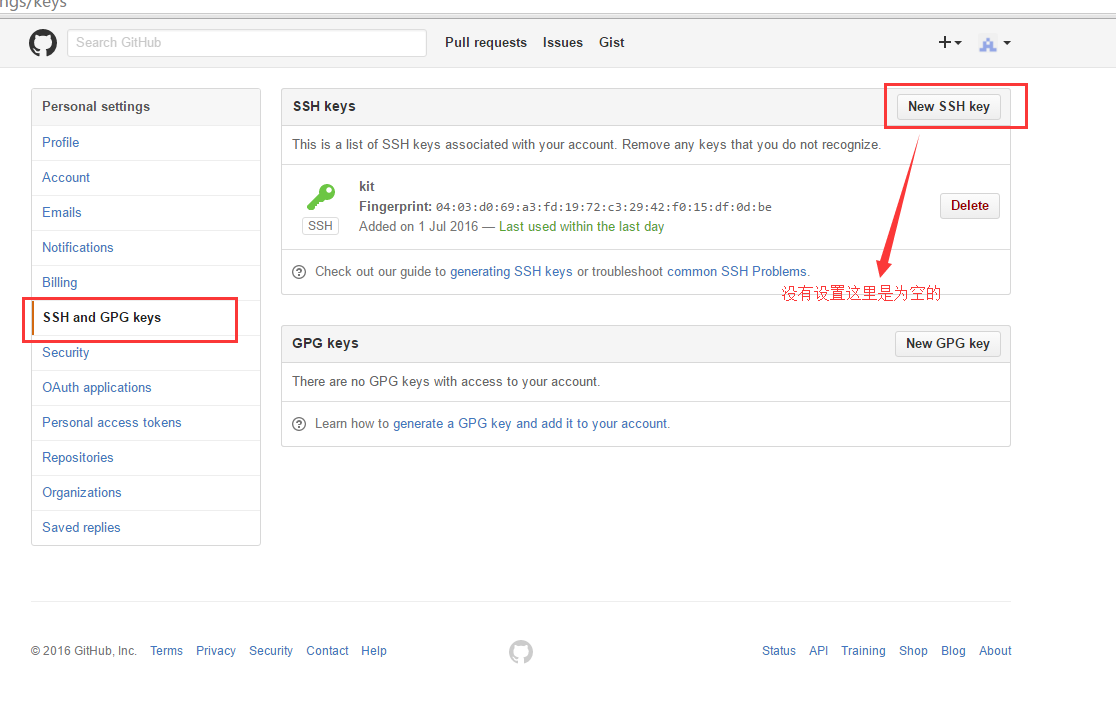 ngs/keys
Search GitHub
Pull requests Issues Gist
Personal settings
Profile
Account
Emails
Notifications
Billing
SSH and GPG keys
Security
OAuth applications
Personal access tokens
Repositories
Organizations
Saved replies
SSH keys
New SSH key
This is a list of SSH keys associated with your account. Remove any keys that you do not recognize.
kit
Fingerprint: 04:03:d0:69:a3:fd:19:72:c3:29:42:f0:15:df:0d:be
SSH
Added on 1 Jul 2016 — Last used within the last day
Delete
Check out our guide to generating SSH keys or troubleshoot common SSH Problems.
没有设置这里是为空的
GPG keys
New GPG key
There are no GPG keys with access to your account.
Learn how to generate a GPG key and add it to your account.
© 2016 GitHub, Inc. Terms Privacy Security Contact Help
Status API Training Shop Blog About